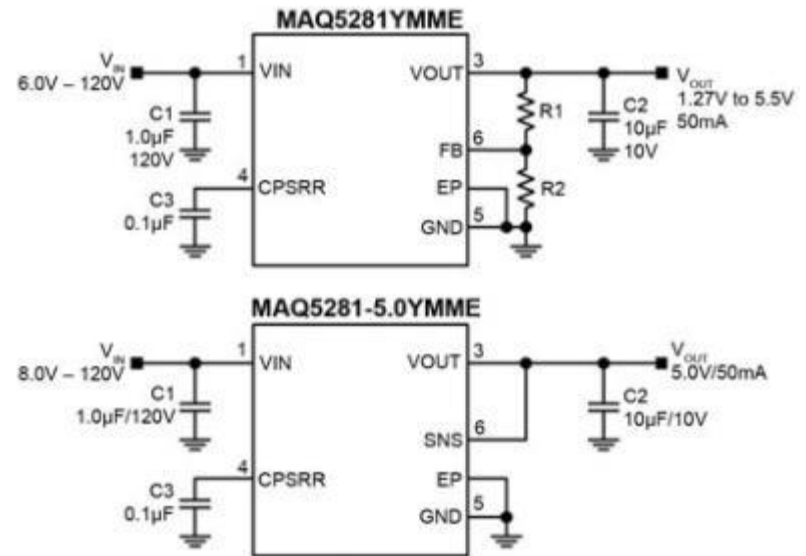 MAQ5281YMME
VIN
6.0V – 120V
1
VIN
VOUT
3
VOUT
1.27V to 5.5V
50mA
C1
1.0µF
120V
R1
C2
10µF
10V
FB
6
4
CPSRR
EP
R2
C3
0.1µF
GND
5
MAQ5281-5.0YMME
VIN
8.0V – 120V
1
VIN
VOUT
3
VOUT
5.0V/50mA
C1
1.0µF/120V
C2
10µF/10V
SNS
6
4
CPSRR
EP
C3
0.1µF
GND
5